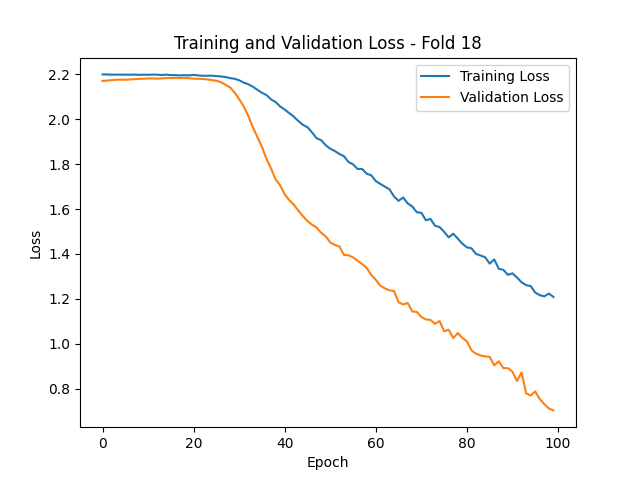 Training and Validation Loss - Fold 18
Training Loss
Validation Loss
Loss
2.2
2.0
1.8
1.6
1.4
1.2
1.0
0.8
0 20 40 60 80 100
Epoch